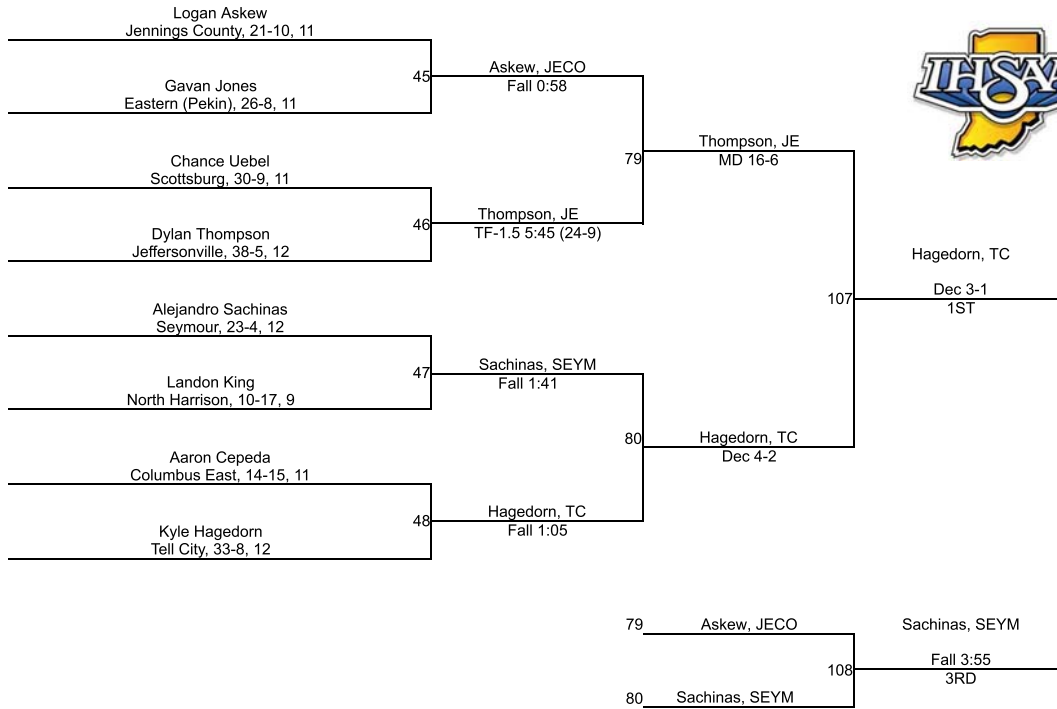 Logan Askew
Jennings County, 21-10, 11
45
Askew, JECO
Fall 0:58
Gavan Jones
Eastern (Pekin), 26-8, 11
IHSAA
79
Thompson, JE
MD 16-6
Chance Uebel
Scottsburg, 30-9, 11
46
Thompson, JE
TF-1.5 5:45 (24-9)
Dylan Thompson
Jeffersonville, 38-5, 12
107
Hagedorn, TC
Dec 3-1
1ST
Alejandro Sachinas
Seymour, 23-4, 12
47
Sachinas, SEYM
Fall 1:41
Landon King
North Harrison, 10-17, 9
80
Hagedorn, TC
Dec 4-2
Aaron Cepeda
Columbus East, 14-15, 11
48
Hagedorn, TC
Fall 1:05
Kyle Hagedorn
Tell City, 33-8, 12
79
Askew, JECO
108
Sachinas, SEYM
Fall 3:55
3RD
80
Sachinas, SEYM